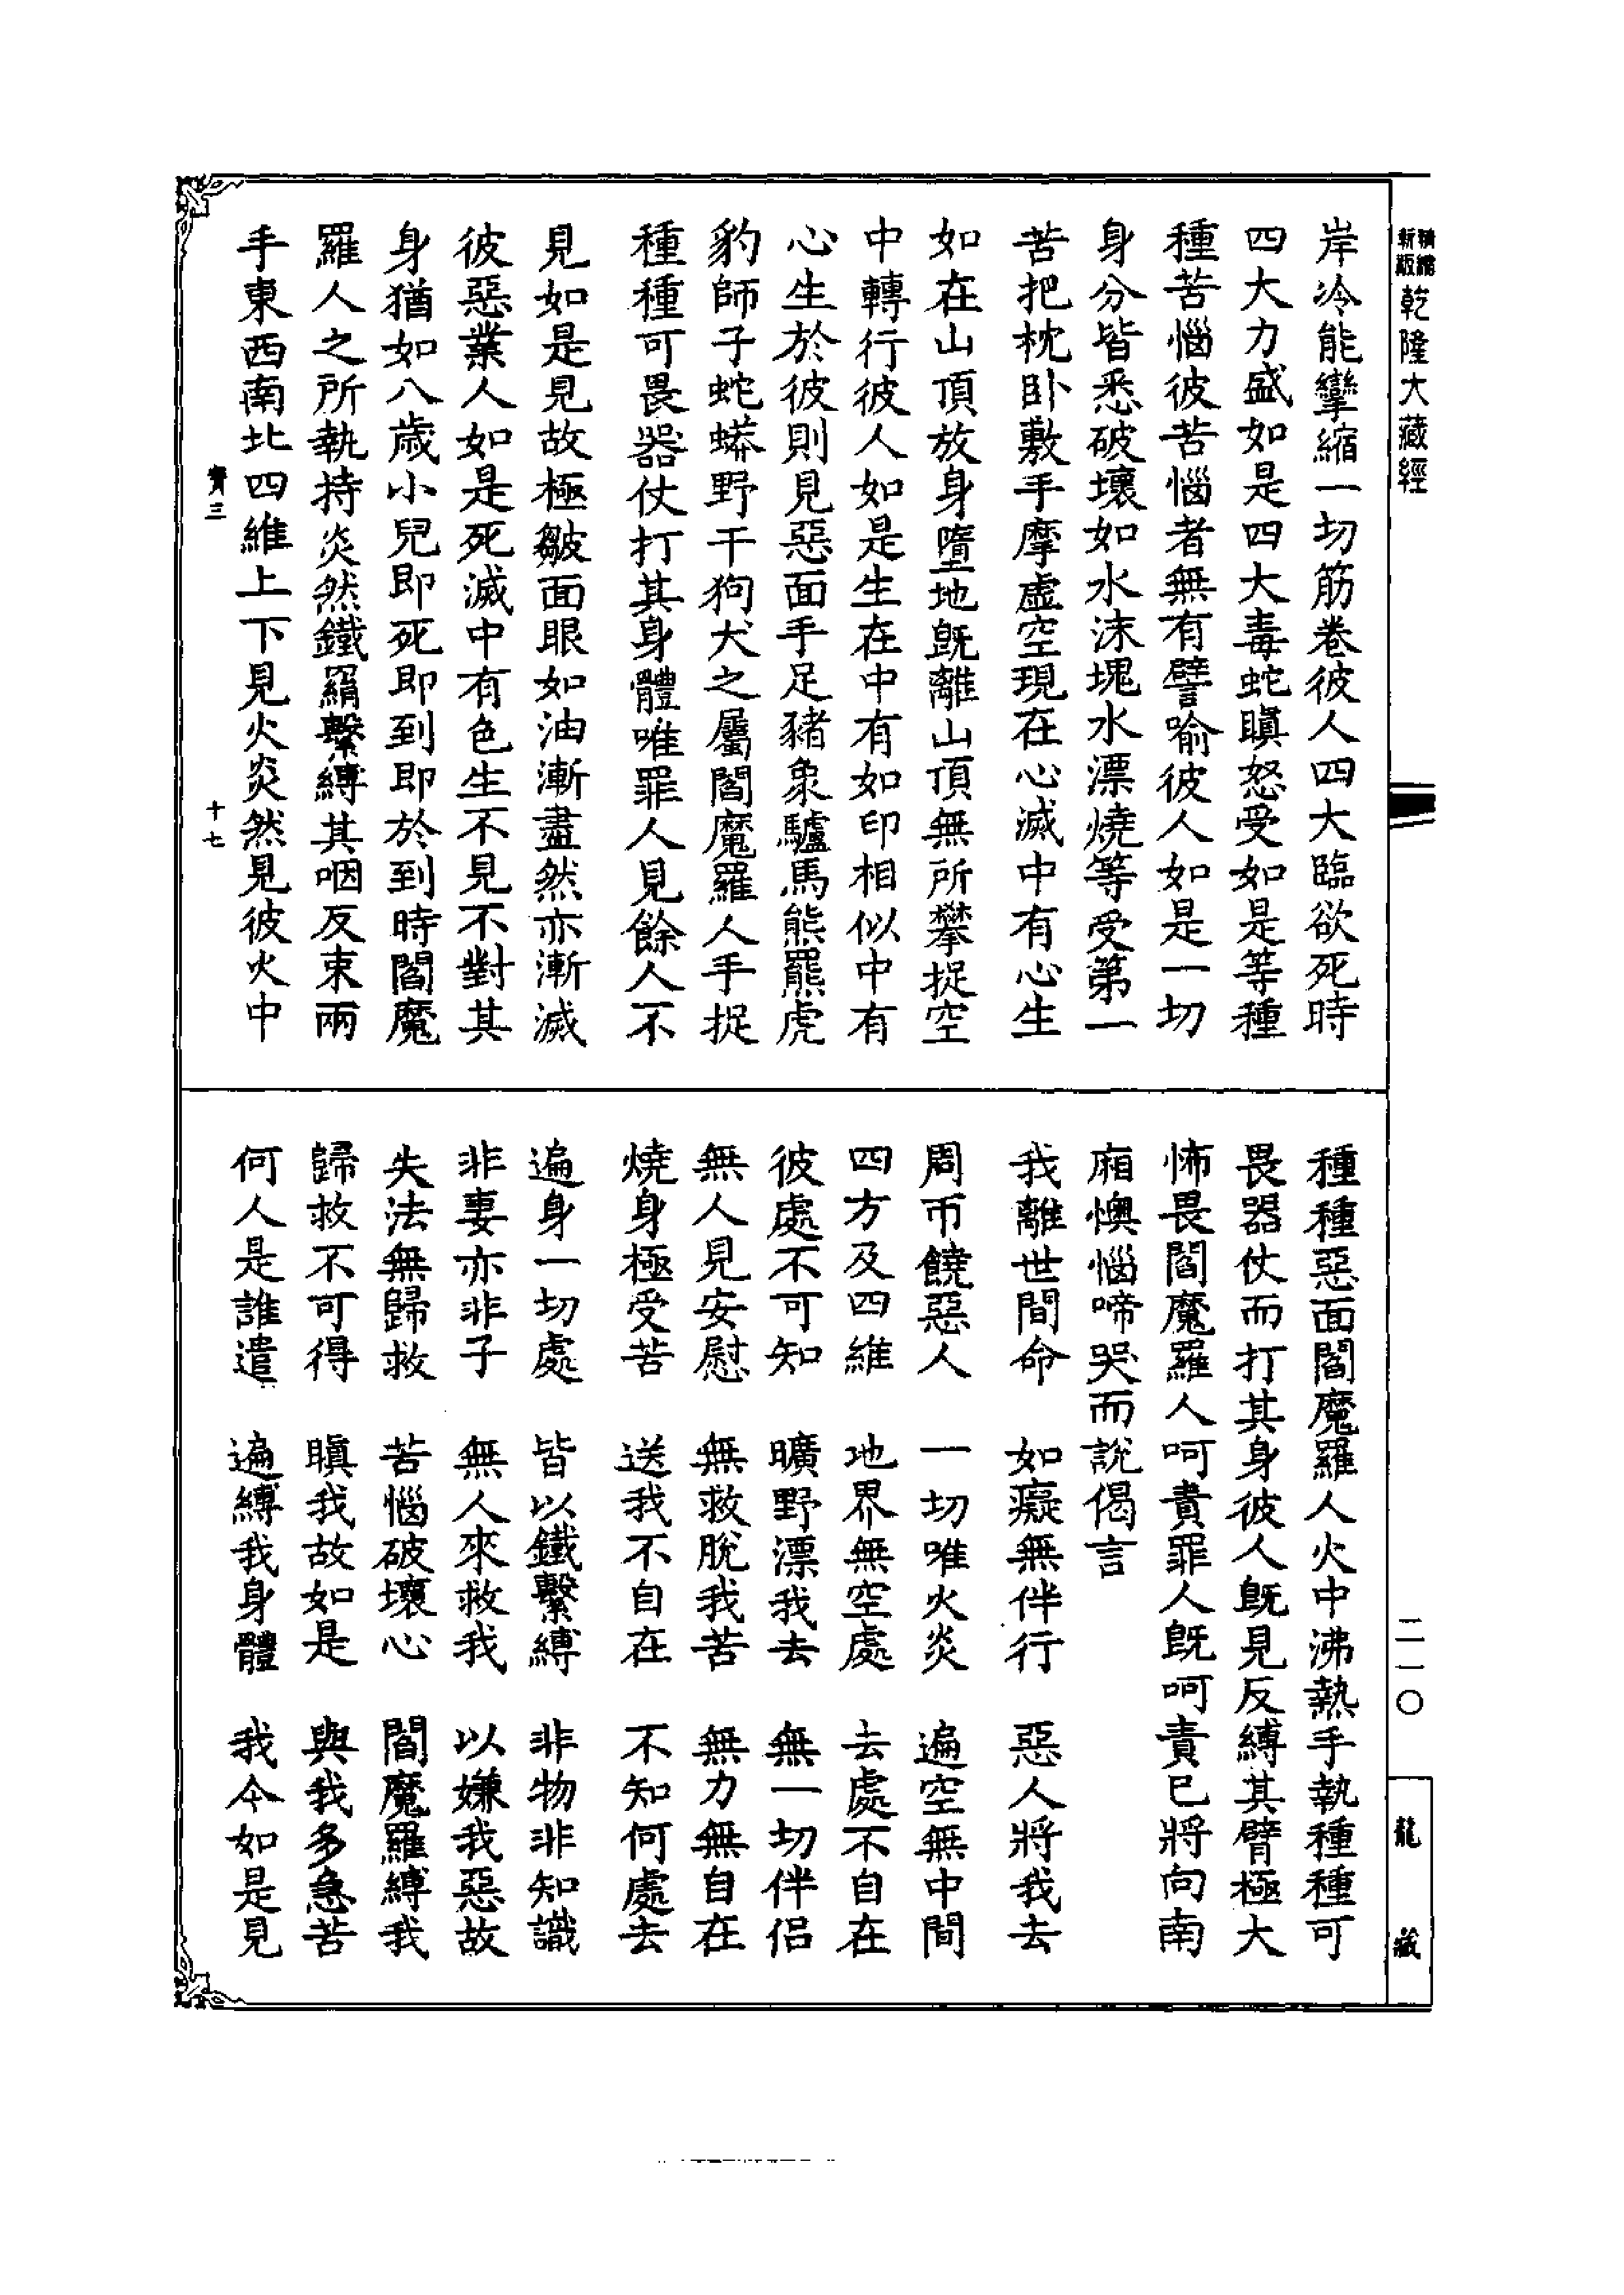 精縮
新版
乾隆大藏經
二一〇
龍藏
岸冷能攣縮一切筋卷彼人四大臨欲死時
四大力盛如是四大毒蛇瞋怒受如是等種
種苦惱彼苦惱者無有譬喻彼人如是一切
身分皆悉破壞如水沫塊水漂燒等受第一
苦把枕卧敷手摩虛空現在心滅中有心生
如在山頂放身墮地旣離山頂無所攀捉空
中轉行彼人如是生在中有如印相似中有
心生於彼則見惡面手足豬象驢馬熊羆虎
豹師子蛇蟒野干狗犬之屬閻魔羅人手捉
種種可畏器仗打其身體唯罪人見餘人不
見如是見故極皺面眼如油漸盡然亦漸滅
彼惡業人如是死滅中有色生不見不對其
身猶如八歲小兒即死即到即於到時閻魔
羅人之所執持炎然鐵羂繫縛其咽反束兩
手東西南北四維上下見火炎然見彼火中
寶三
十七
種種惡面閻魔羅人火中沸熱手執種種可
畏器仗而打其身彼人旣見反縛其臂極大
怖畏閻魔羅人呵責罪人旣呵責已將向南
廂懊惱啼哭而說偈言
我離世間命　如癡無伴行　惡人將我去
周帀饒惡人　一切唯火炎　遍空無中間
四方及四維　地界無空處　去處不自在
彼處不可知　曠野漂我去　無一切伴侶
無人見安慰　無救脫我苦　無力無自在
燒身極受苦　送我不自在　不知何處去
遍身一切處　皆以鐵繫縛　非物非知識
非妻亦非子　無人來救我　以嫌我惡故
失法無歸救　苦惱破壞心　閻魔羅縛我
歸救不可得　瞋我故如是　與我多急苦
何人是誰遣　遍縛我身體　我今如是見